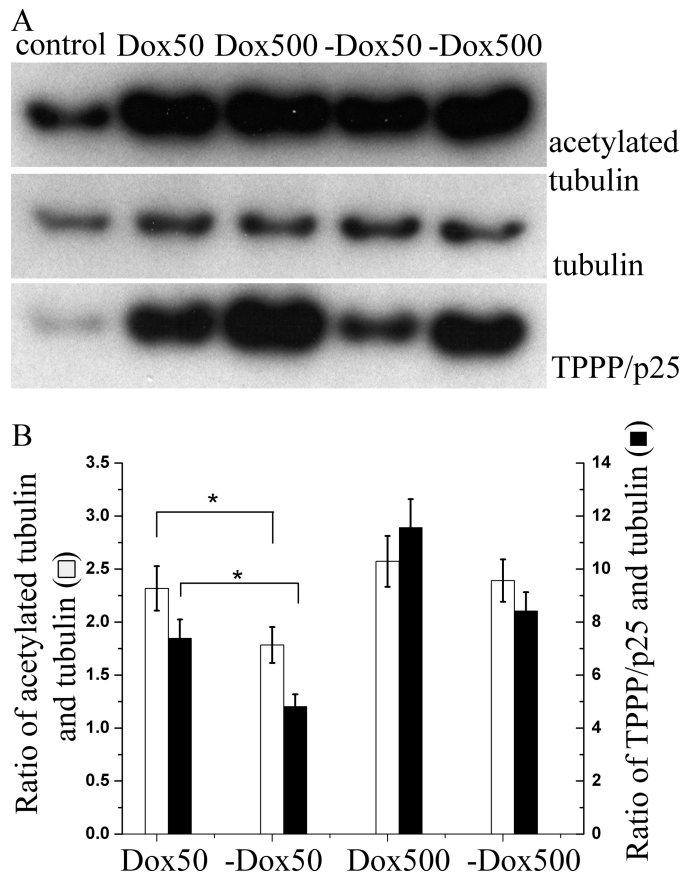 A
control Dox50 Dox500 -Dox50 -Dox500
acetylated
tubulin
tubulin
TPPP/p25
B
Ratio of acetylated tubulin
and tubulin (□)
3.5
3.0
2.5
2.0
1.5
1.0
0.5
0.0
*
*
14
12
10
8
6
4
2
0
Ratio of TPPP/p25 and tubulin (■)
Dox50 -Dox50 Dox500 -Dox500